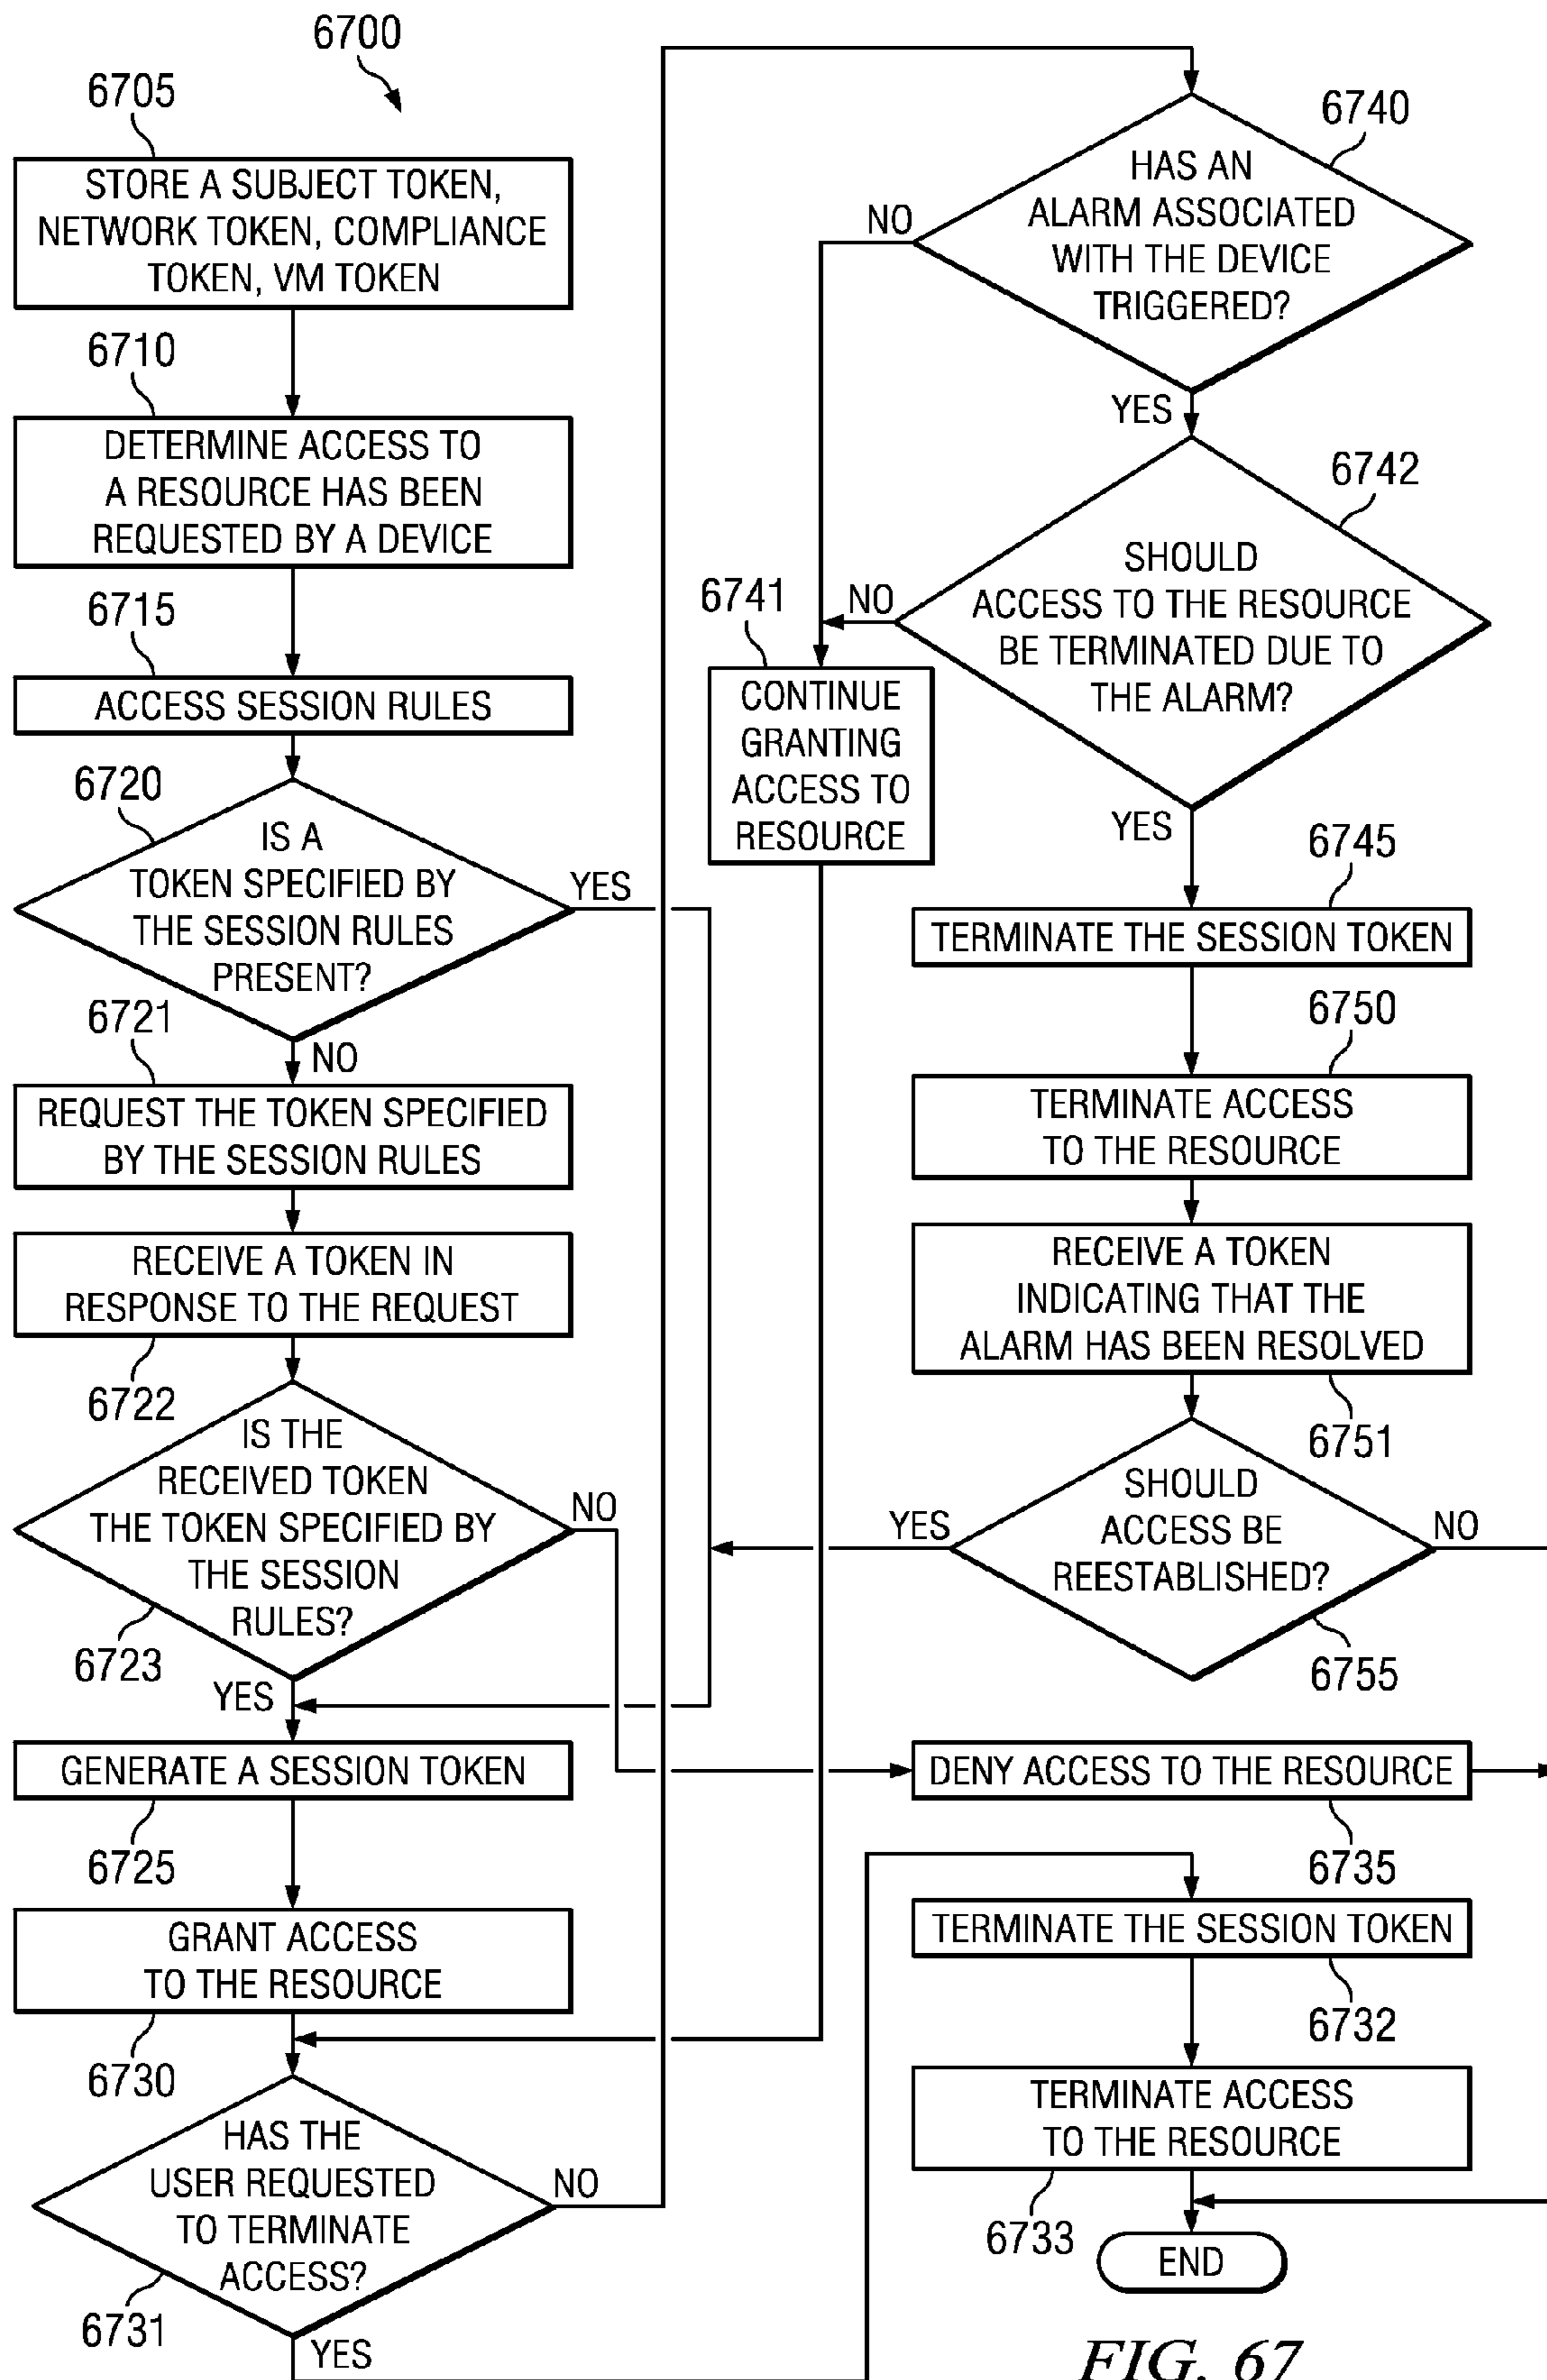 6700
6705
STORE A SUBJECT TOKEN,
NETWORK TOKEN, COMPLIANCE
TOKEN, VM TOKEN
6710
DETERMINE ACCESS TO
A RESOURCE HAS BEEN
REQUESTED BY A DEVICE
6715
ACCESS SESSION RULES
6720
IS A
TOKEN SPECIFIED BY
THE SESSION RULES
PRESENT?
YES
6721
NO
REQUEST THE TOKEN SPECIFIED
BY THE SESSION RULES
RECEIVE A TOKEN IN
RESPONSE TO THE REQUEST
6722
IS THE
RECEIVED TOKEN
THE TOKEN SPECIFIED BY
THE SESSION
RULES?
NO
6723
YES
GENERATE A SESSION TOKEN
6725
GRANT ACCESS
TO THE RESOURCE
6730
HAS THE
USER REQUESTED
TO TERMINATE
ACCESS?
NO
6731
YES
6740
HAS AN
ALARM ASSOCIATED
WITH THE DEVICE
TRIGGERED?
NO
YES
6742
SHOULD
ACCESS TO THE RESOURCE
BE TERMINATED DUE TO
THE ALARM?
NO
6741
CONTINUE
GRANTING
ACCESS TO
RESOURCE
YES
6745
TERMINATE THE SESSION TOKEN
6750
TERMINATE ACCESS
TO THE RESOURCE
RECEIVE A TOKEN
INDICATING THAT THE
ALARM HAS BEEN RESOLVED
6751
SHOULD
ACCESS BE
REESTABLISHED?
YES
NO
6755
DENY ACCESS TO THE RESOURCE
6735
TERMINATE THE SESSION TOKEN
6732
TERMINATE ACCESS
TO THE RESOURCE
6733
END
FIG. 67